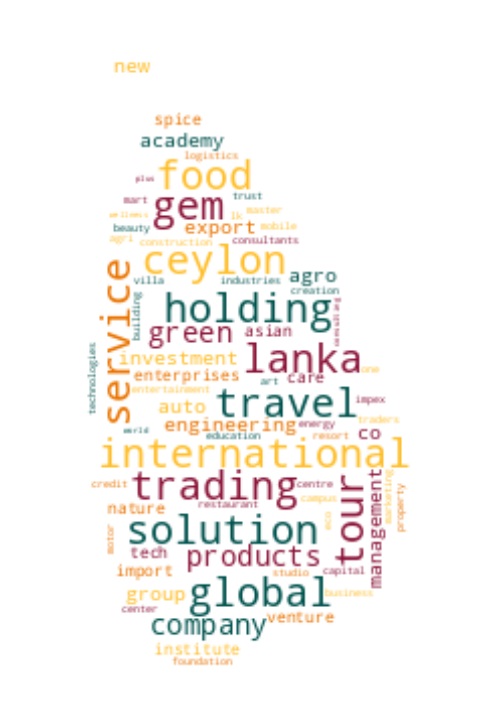 new
spice
academy
logistics
plus
food
mart
gem
trust
wellness
lk
master
beauty
export
mobile
agri
construction
consultants
ceylon
service
villa
industries
agro
creation
building
holding
consulting
green
asian
technologies
investment
lanka
one
enterprises
art
care
entertainment
travel
impex
auto
world
engineering
energy
traders
education
resort
co
international
credit
trading
centre
tour
management
marketing
property
campus
restaurant
nature
solution
eco
motor
tech
products
import
studio
capital
group
global
business
center
company
venture
institute
foundation